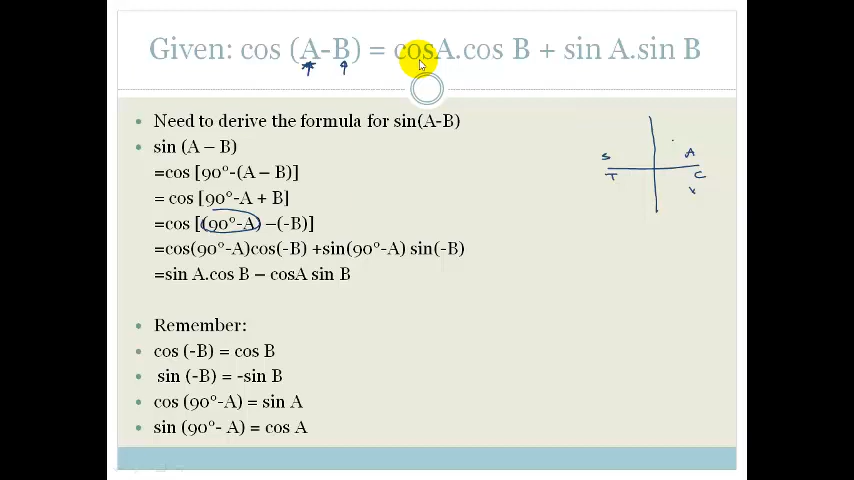 Given: cos (A-B) = cosA.cos B + sin A.sin B
Need to derive the formula for sin(A-B)
sin (A – B)
=cos [90°-(A – B)]
= cos [90°-A + B]
=cos [(90°-A) –(-B)]
=cos(90°-A)cos(-B) +sin(90°-A) sin(-B)
=sin A.cos B – cosA sin B
Remember:
cos (-B) = cos B
sin (-B) = -sin B
cos (90°-A) = sin A
sin (90°- A) = cos A
S A
T C